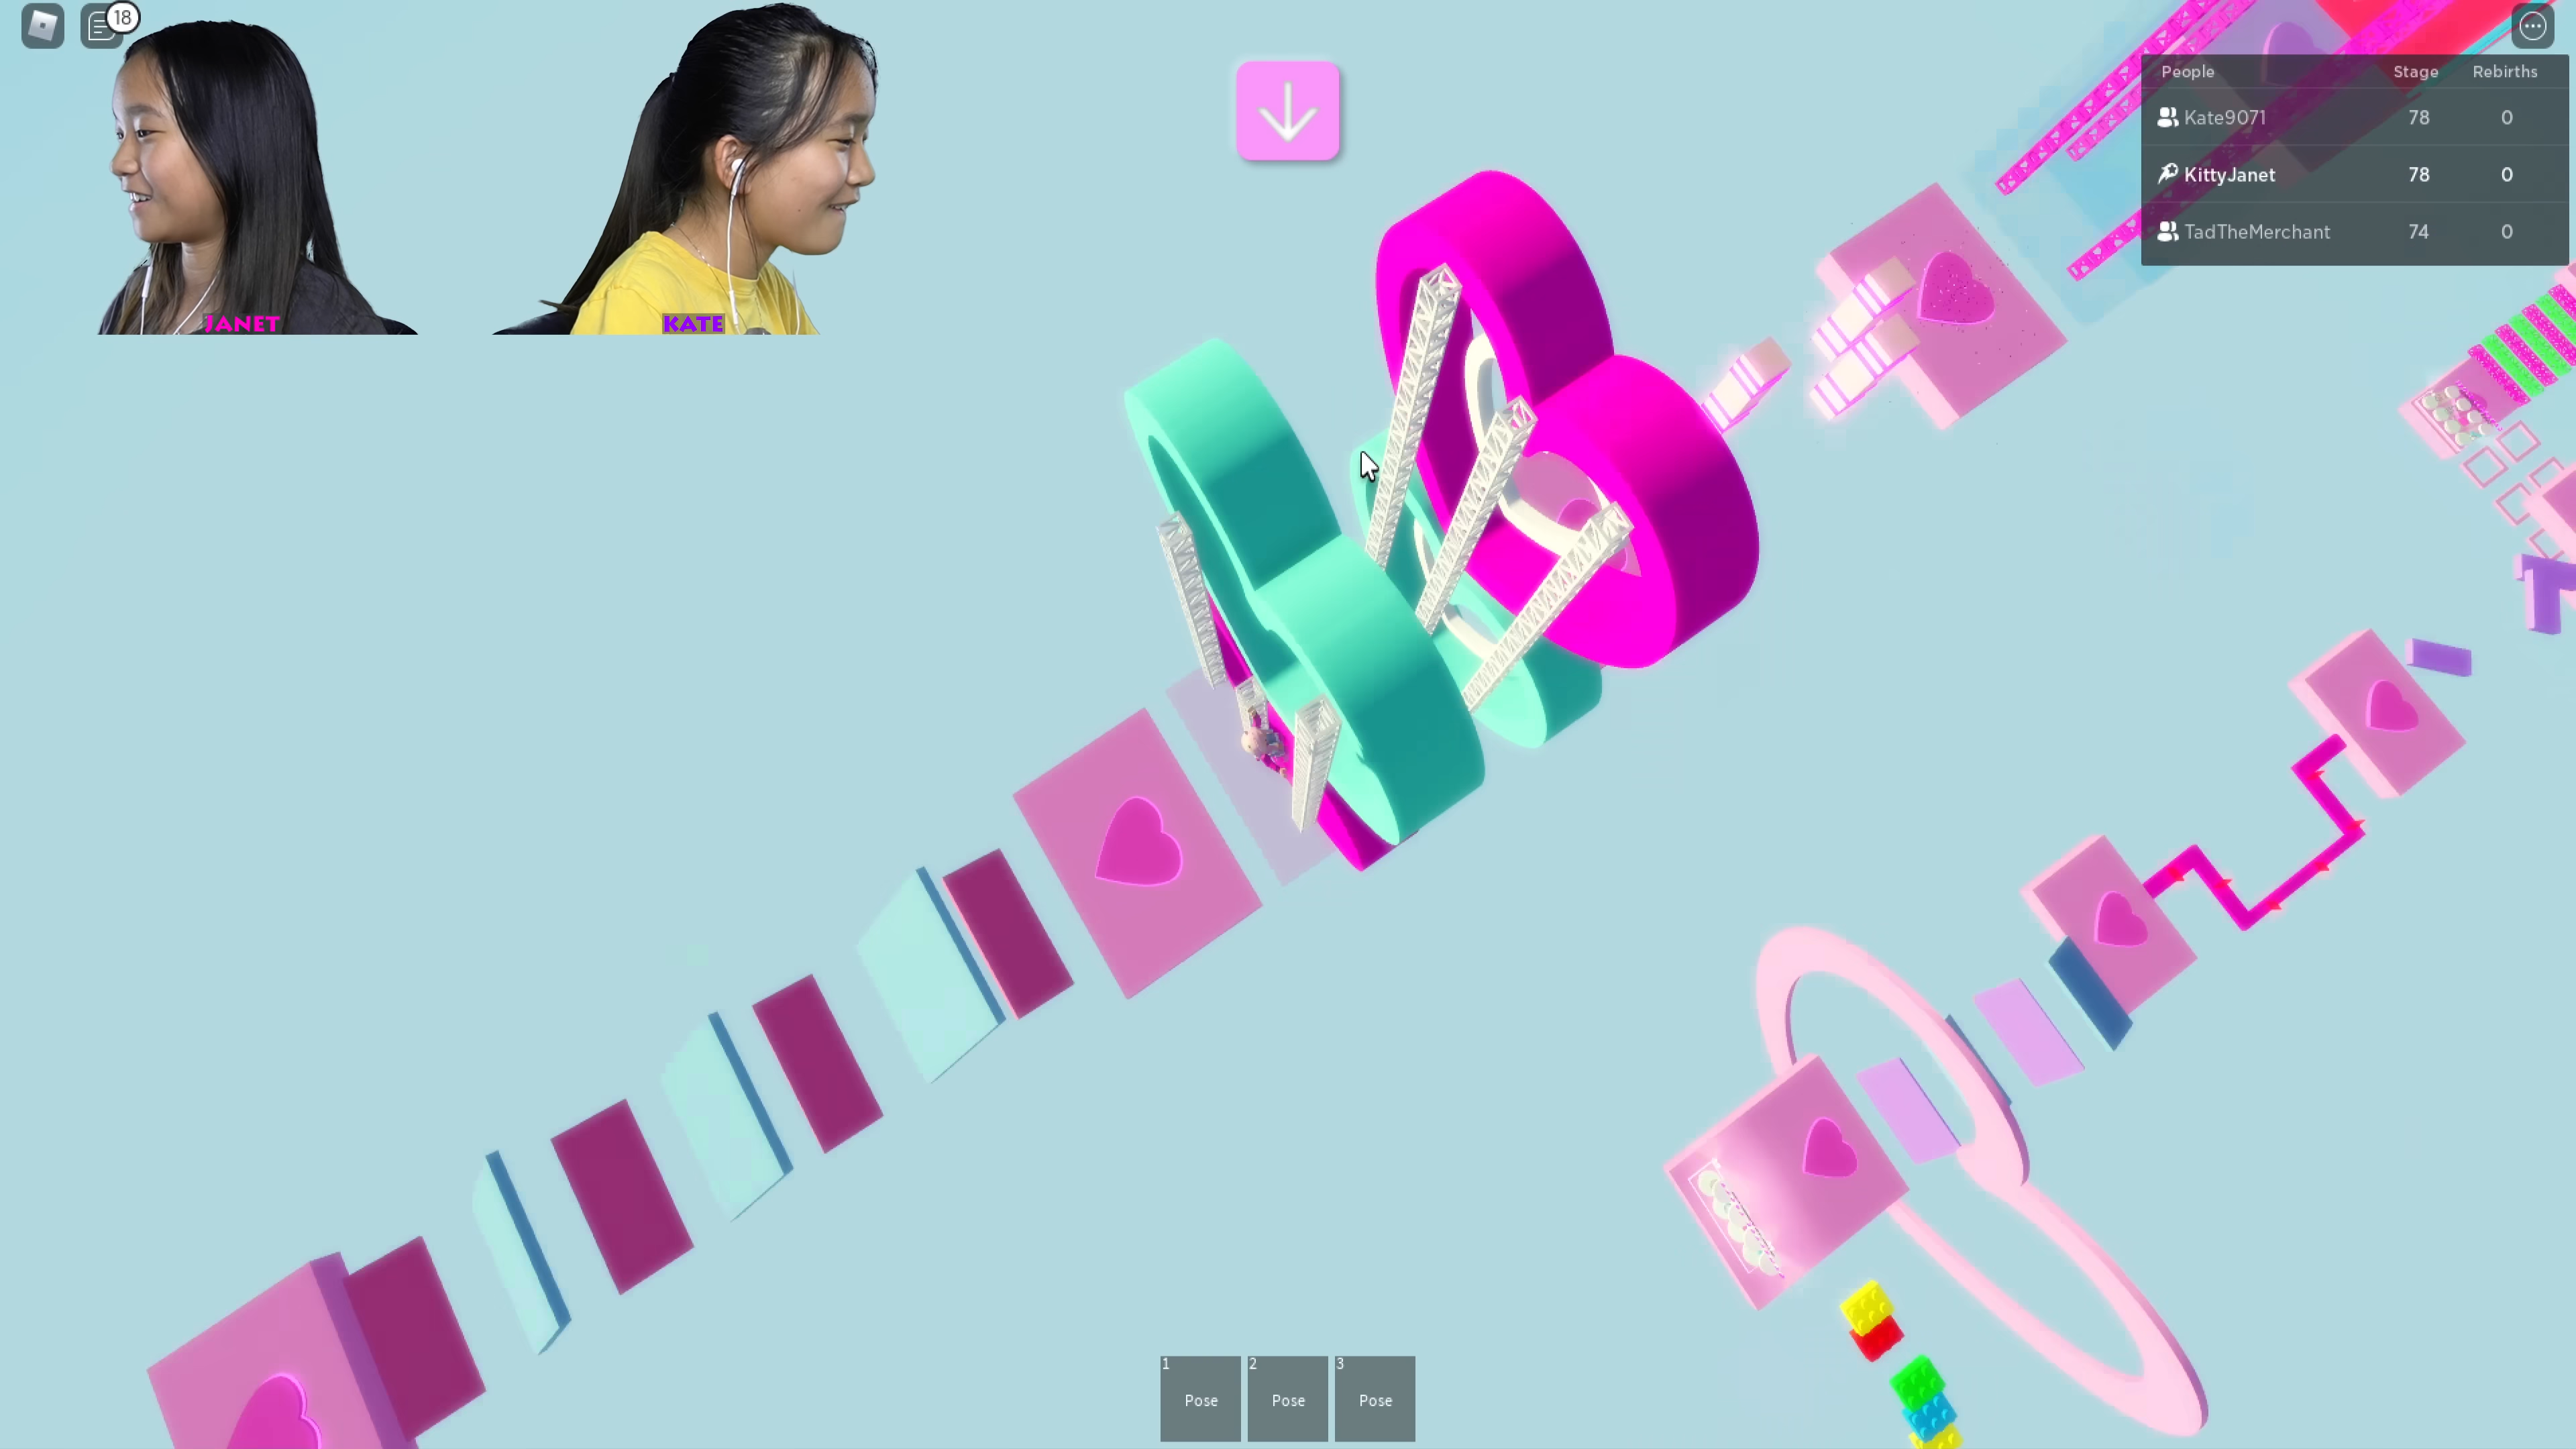 18
JANET
KATE
People Stage Rebirths
Kate9071 78 0
KittyJanet 78 0
TadTheMerchant 74 0
1 2 3
Pose Pose Pose